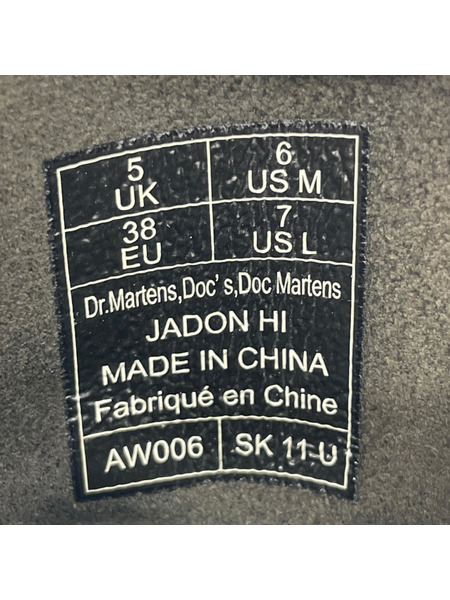 5 UK
6 US M
38 EU
7 US L
Dr.Martens,Doc's,Doc Martens
JADON HI
MADE IN CHINA
Fabriqué en Chine
AW006
SK 11-U